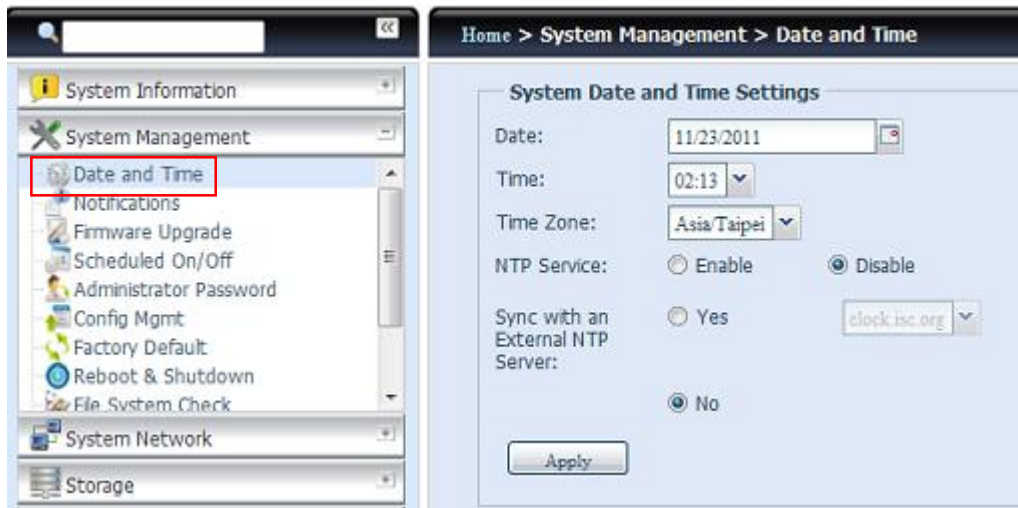 Home > System Management > Date and Time
System Information
System Management
Date and Time
Notifications
Firmware Upgrade
Scheduled On/Off
Administrator Password
Config Mgmt
Factory Default
Reboot & Shutdown
File System Check
System Network
Storage
System Date and Time Settings
Date: 11/23/2011
Time: 02:13
Time Zone: Asia/Taipei
NTP Service: Enable Disable
Sync with an External NTP Server: Yes clock.isc.org
No
Apply